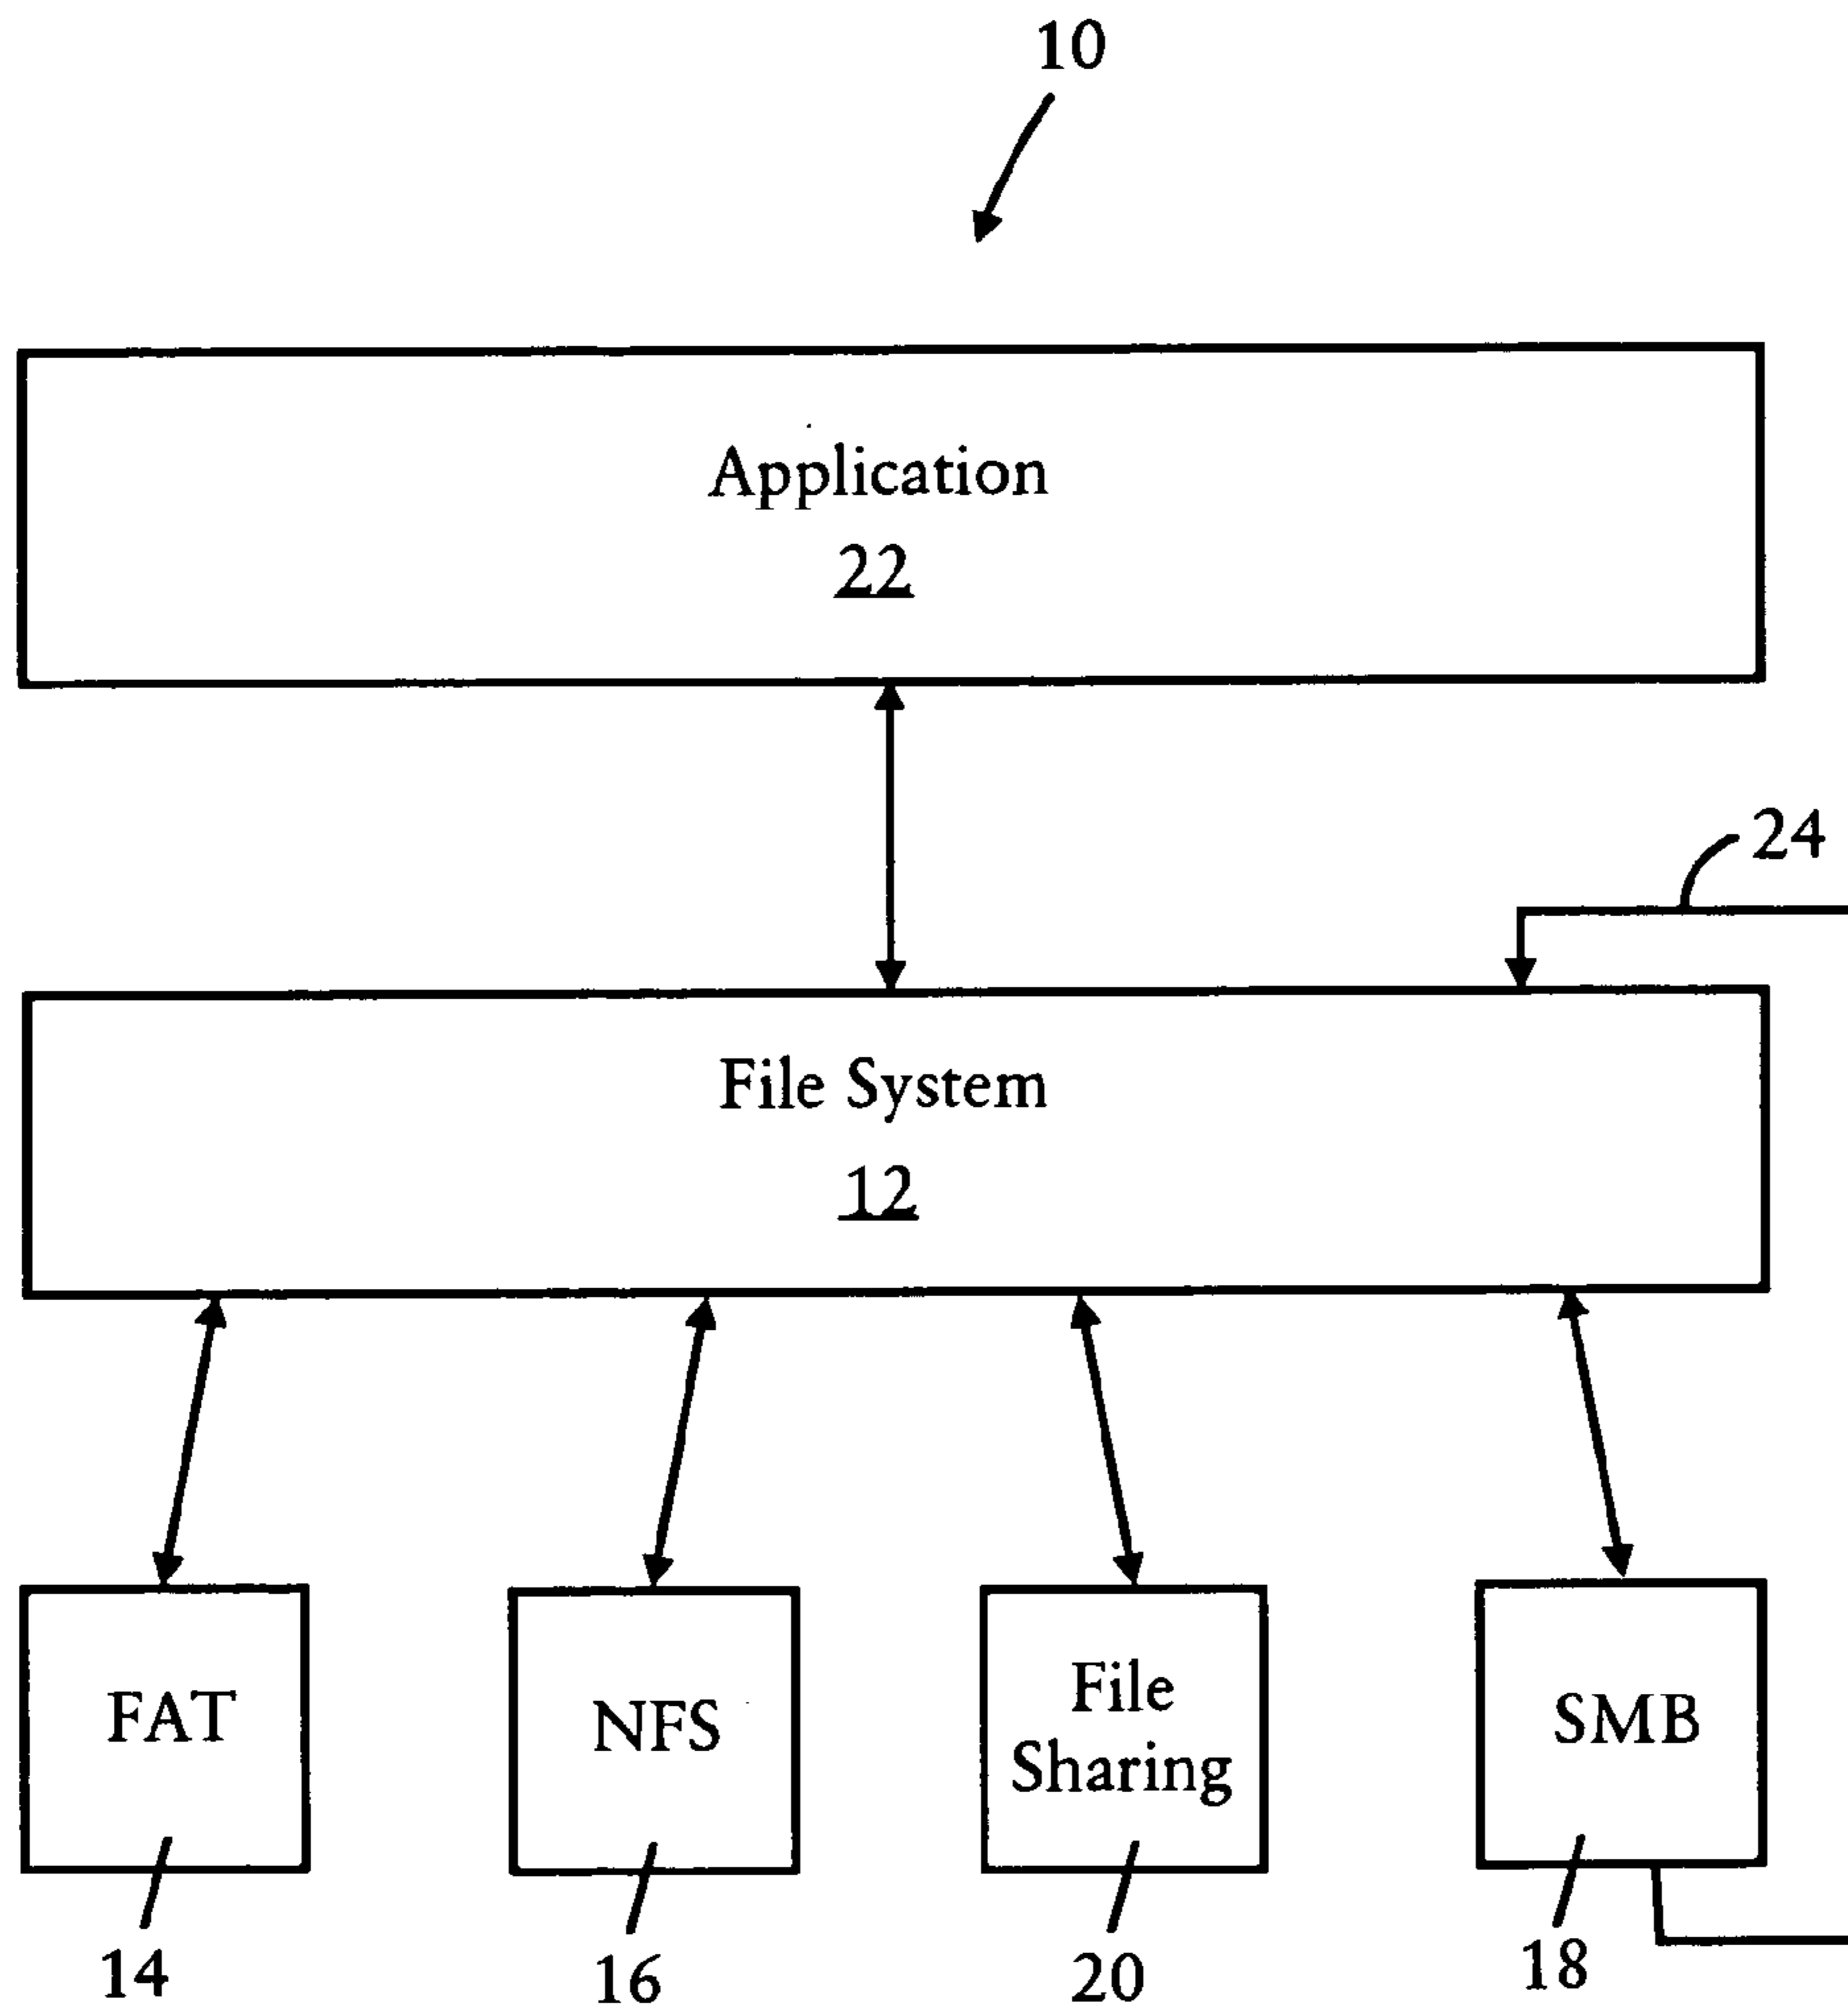 10
Application
22
24
File System
12
FAT
NFS
File
Sharing
SMB
14
16
20
18